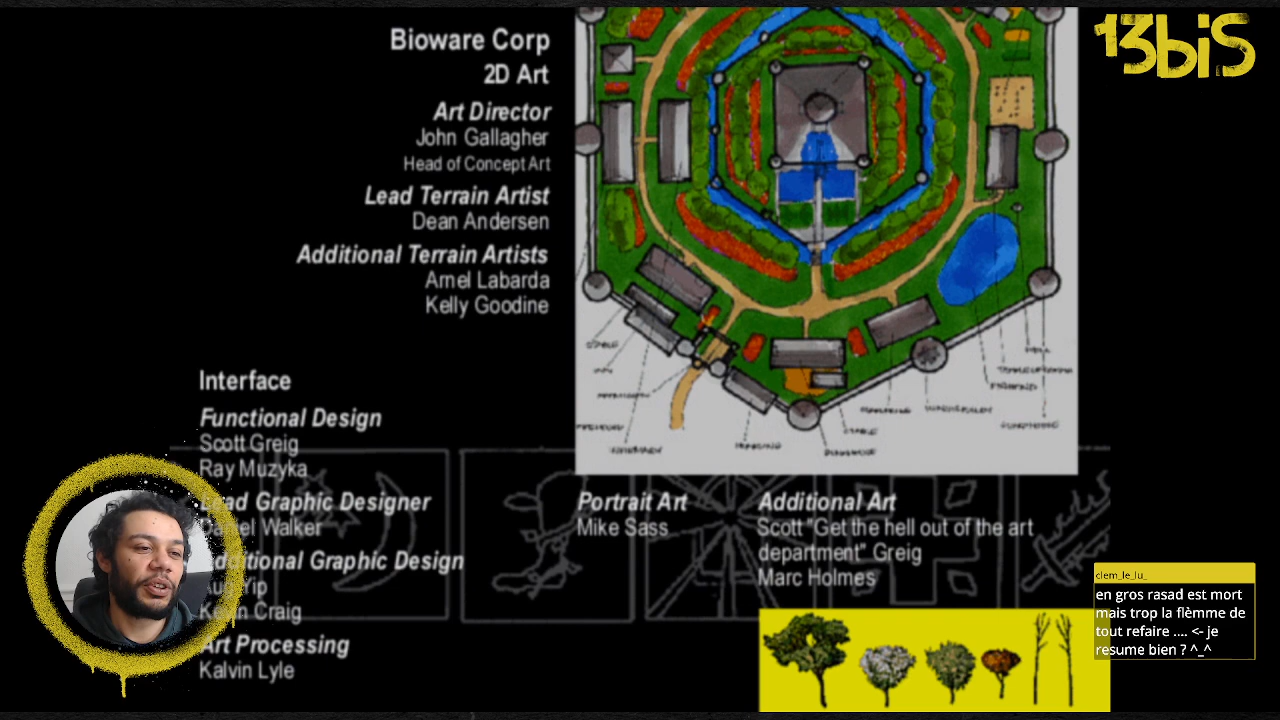 13biS
Bioware Corp
2D Art
Art Director
John Gallagher
Head of Concept Art
Lead Terrain Artist
Dean Andersen
Additional Terrain Artists
Arnel Labarda
Kelly Goodine
Interface
Functional Design
Scott Greig
Ray Muzyka
Lead Graphic Designer
Walker
Additional Graphic Design
Yip
Craig
Art Processing
Kalvin Lyle
Portrait Art
Mike Sass
Additional Art
Scott "Get the hell out of the art
department" Greig
Marc Holmes
clem_le_lu_
en gros rasad est mort
mais trop la flèmme de
tout refaire .... <- je
resume bien ? ^_^